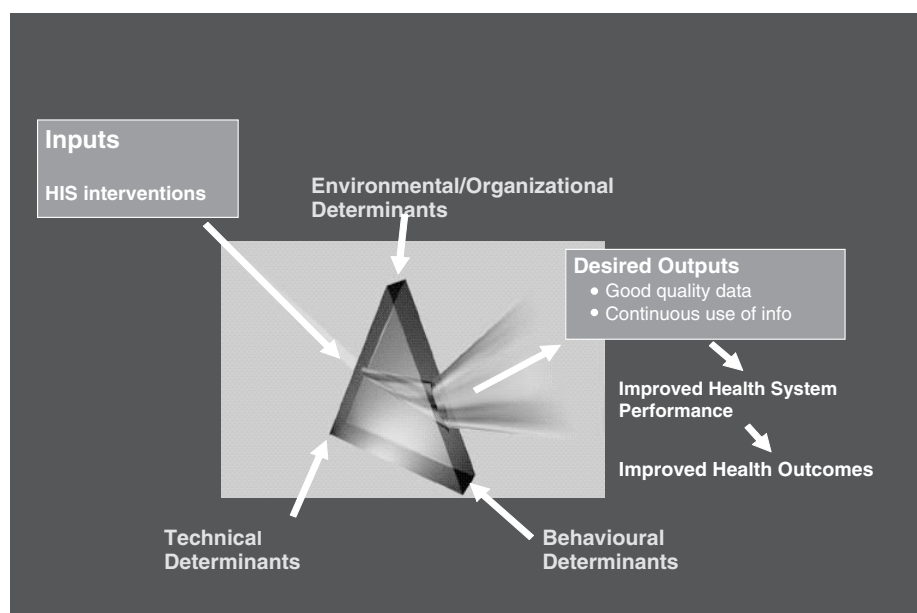 Inputs
HIS interventions
Environmental/Organizational
Determinants
Desired Outputs
• Good quality data
• Continuous use of info
Improved Health System
Performance
Improved Health Outcomes
Technical
Determinants
Behavioural
Determinants